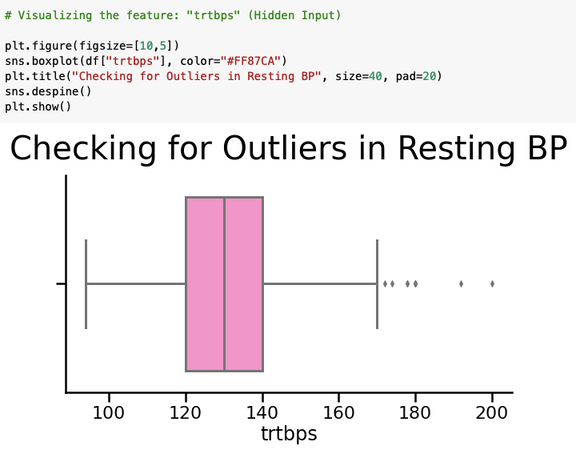 # Visualizing the feature: "trtbps" (Hidden Input)
plt.figure(figsize=[10,5])
sns.boxplot(df["trtbps"], color="#FF87CA")
plt.title("Checking for Outliers in Resting BP", size=40, pad=20)
sns.despine()
plt.show()
Checking for Outliers in Resting BP
100 120 140 160 180 200
trtbps